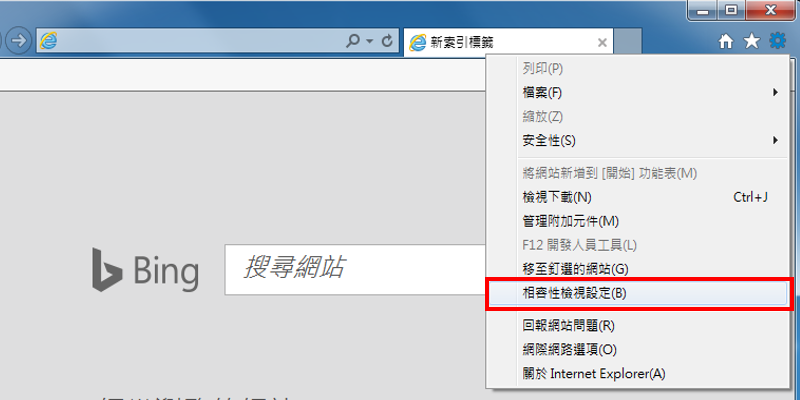 新索引標籤
列印(P)
檔案(F)
縮放(Z)
安全性(S)
將網站新增到 [開始] 功能表(M)
檢視下載(N) Ctrl+J
管理附加元件(M)
F12 開發人員工具(L)
移至釘選的網站(G)
相容性檢視設定(B)
回報網站問題(R)
網際網路選項(O)
關於 Internet Explorer(A)
Bing
搜尋網站